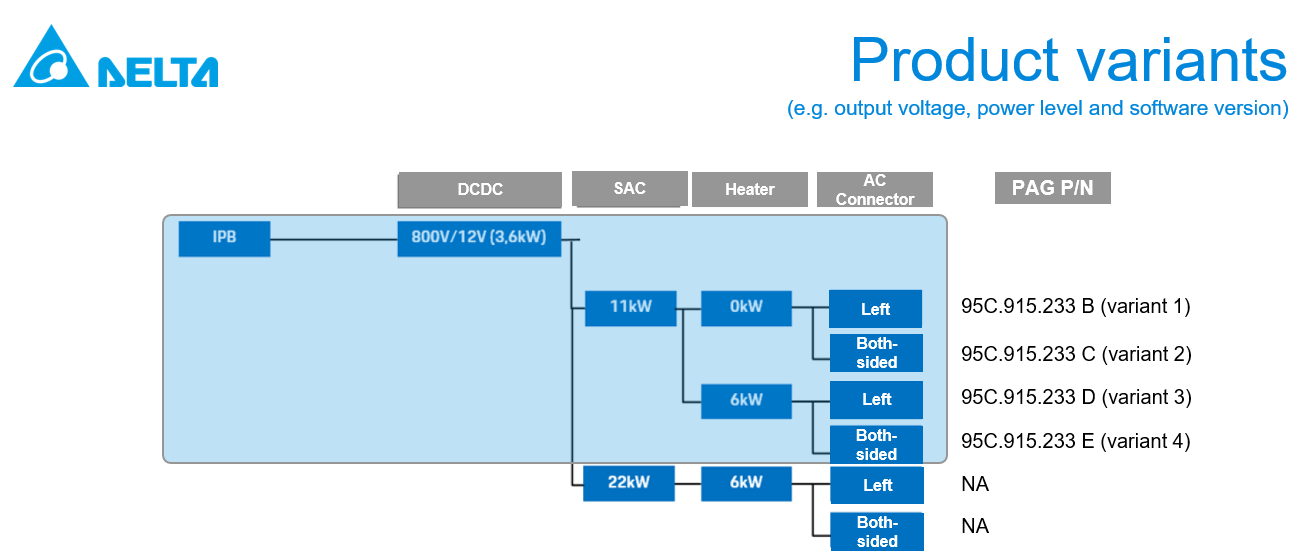 DELTA
Product variants
(e.g. output voltage, power level and software version)
DCDC
SAC
Heater
AC
Connector
PAG P/N
IPB
800V/12V (3,6kW)
11kW
0kW
Left
95C.915.233 B (variant 1)
Both-
sided
95C.915.233 C (variant 2)
6kW
Left
95C.915.233 D (variant 3)
Both-
sided
95C.915.233 E (variant 4)
22kW
6kW
Left
NA
Both-
sided
NA